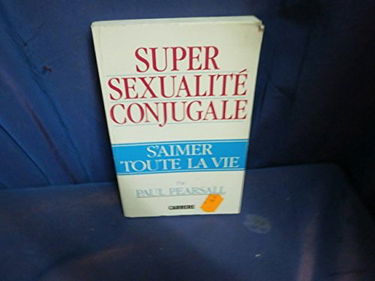 SUPER
SEXUALITÉ
CONJUGALE
S'AIMER
TOUTE LA VIE
PAUL PEARSALL